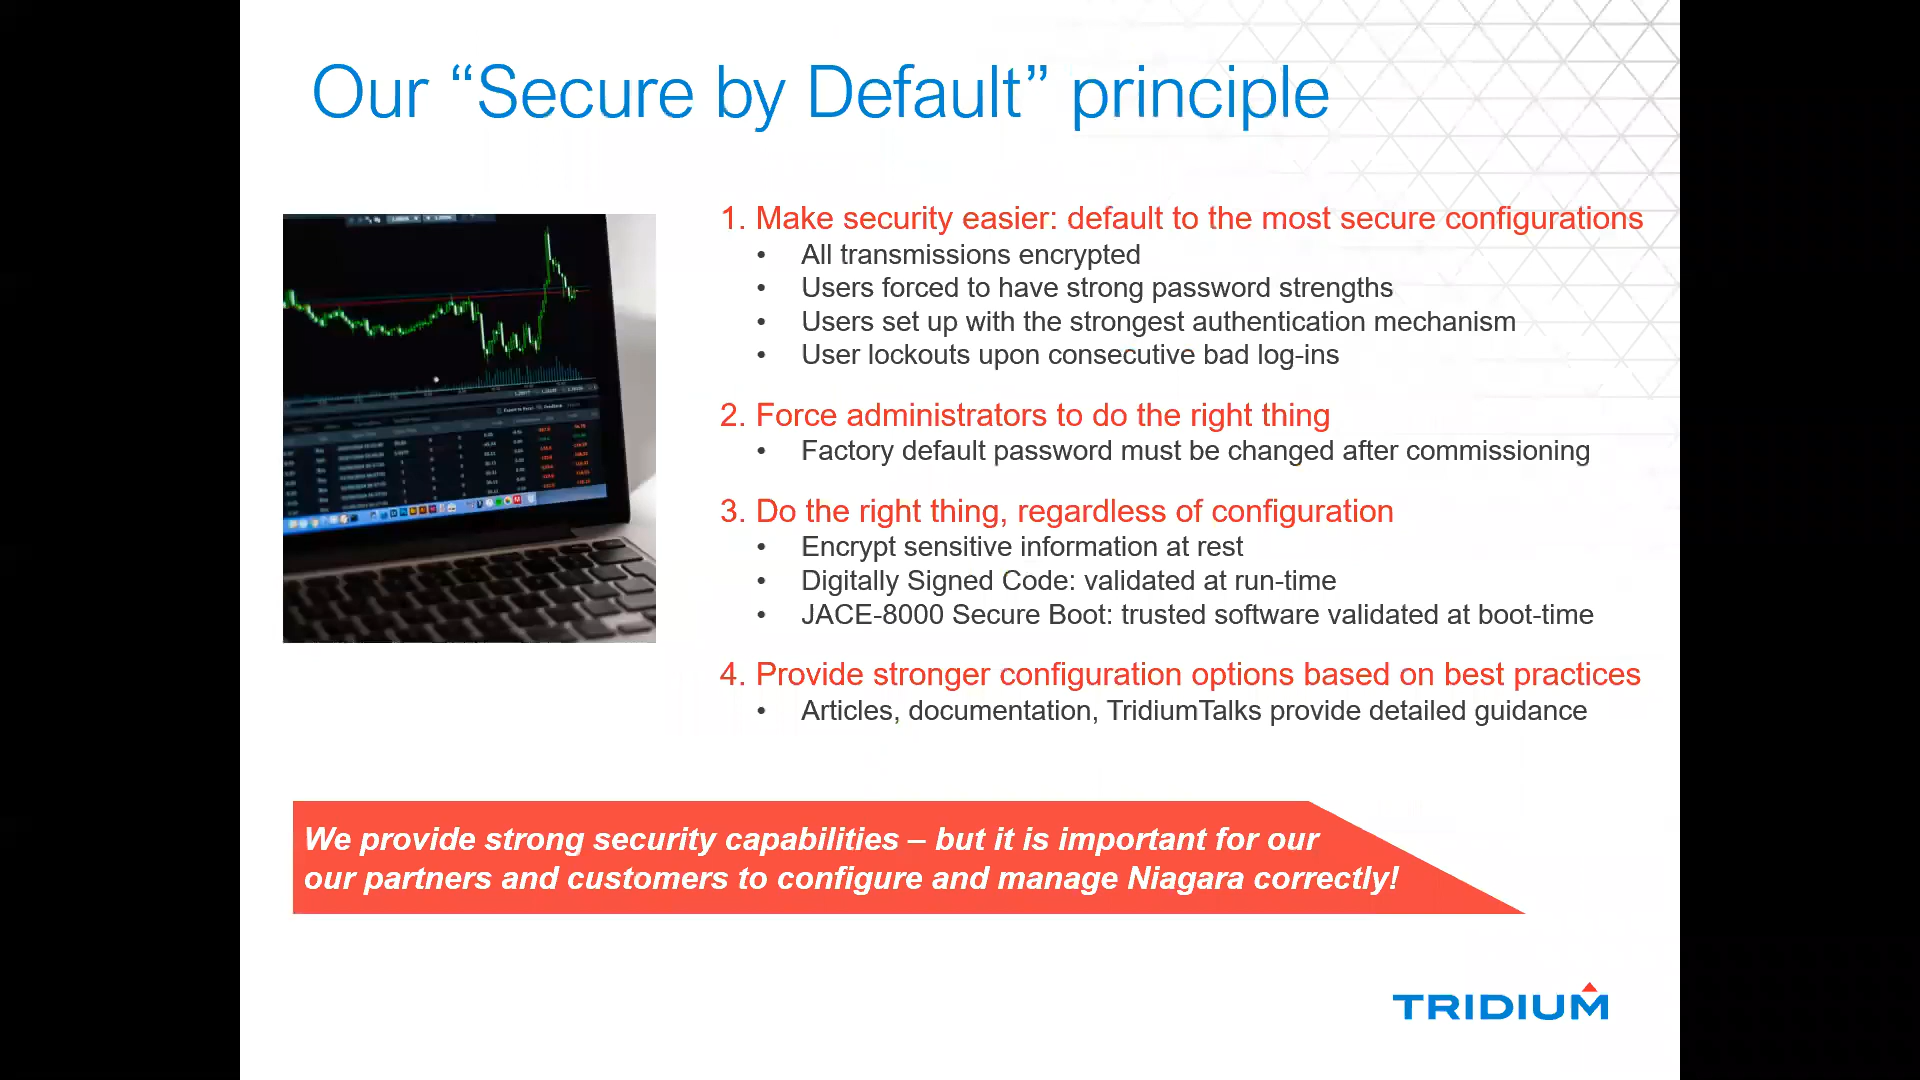 Our “Secure by Default” principle
1. Make security easier: default to the most secure configurations
• All transmissions encrypted
• Users forced to have strong password strengths
• Users set up with the strongest authentication mechanism
• User lockouts upon consecutive bad log-ins
2. Force administrators to do the right thing
• Factory default password must be changed after commissioning
3. Do the right thing, regardless of configuration
• Encrypt sensitive information at rest
• Digitally Signed Code: validated at run-time
• JACE-8000 Secure Boot: trusted software validated at boot-time
4. Provide stronger configuration options based on best practices
• Articles, documentation, TridiumTalks provide detailed guidance
We provide strong security capabilities – but it is important for our
our partners and customers to configure and manage Niagara correctly!
TRIDIUM